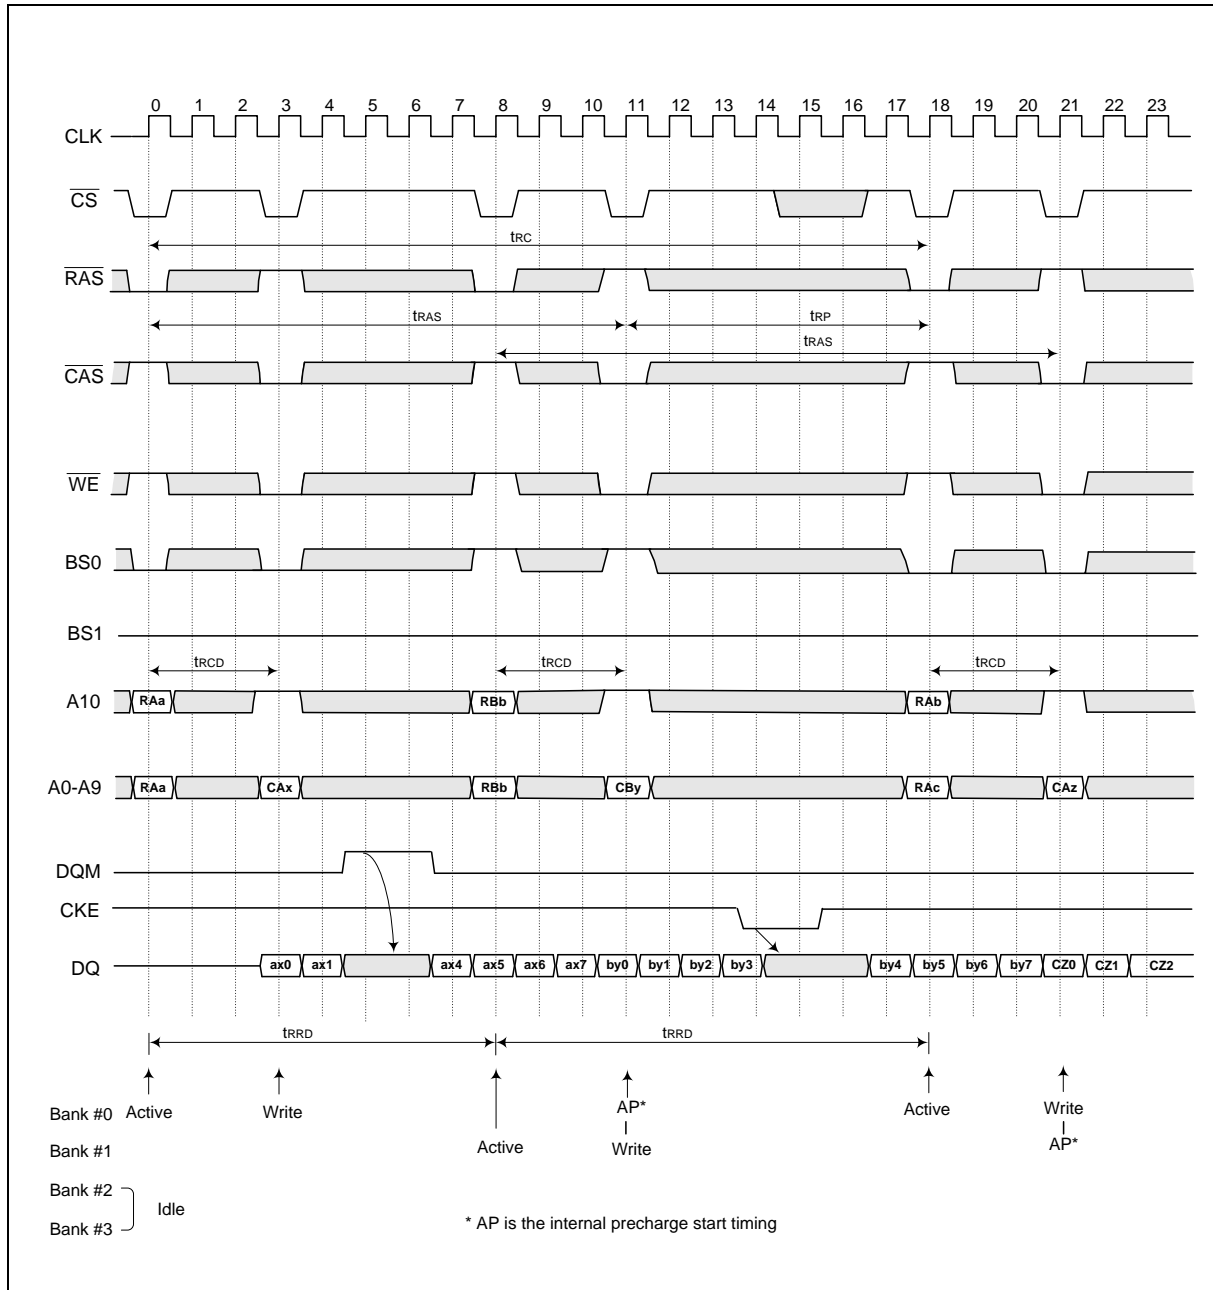 0 1 2 3 4 5 6 7 8 9 10 11 12 13 14 15 16 17 18 19 20 21 22 23
CLK
CS
tRC
RAS
tRAS tRP
tRAS
CAS
WE
BS0
BS1
tRCD tRCD tRCD
A10 RAa RBb RAb
A0-A9 RAa CAx RBb CBy RAc CAz
DQM
CKE
DQ ax0 ax1 ax4 ax5 ax6 ax7 by0 by1 by2 by3 by4 by5 by6 by7 CZ0 CZ1 CZ2
tRRD tRRD
Bank #0 Active Write AP* Active Write
Bank #1 Active Write AP*
Bank #2
Idle
Bank #3
* AP is the internal precharge start timing